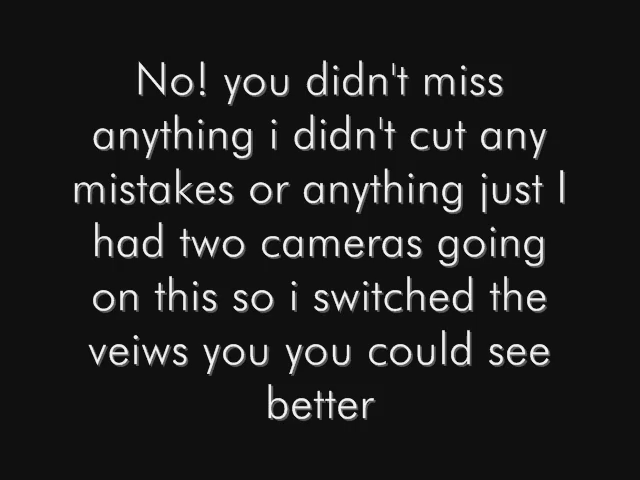 No! you didn't miss
anything i didn't cut any
mistakes or anything just I
had two cameras going
on this so i switched the
veiws you you could see
better